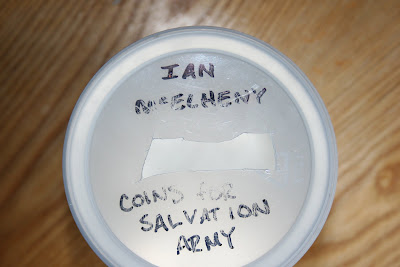 IAN
McELHENY
COINS FOR
SALVATION
ARMY